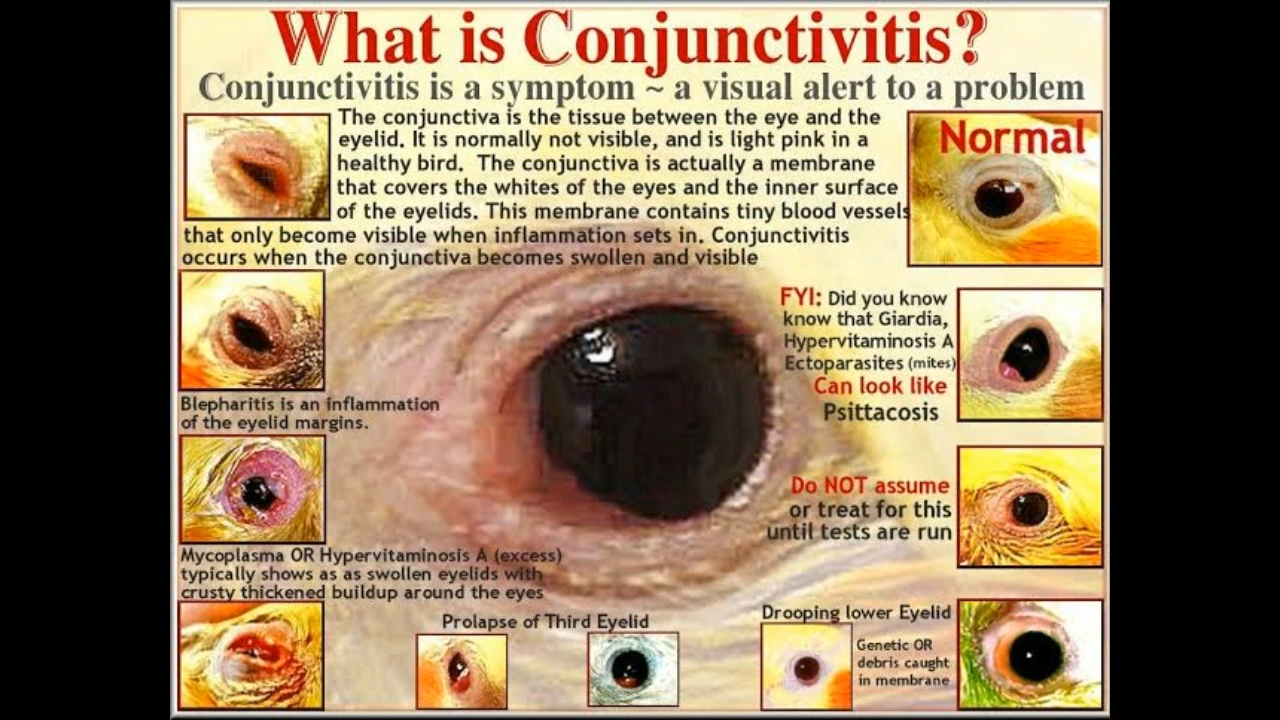 What is Conjunctivitis?
Conjunctivitis is a symptom ~ a visual alert to a problem
The conjunctiva is the tissue between the eye and the
eyelid. It is normally not visible, and is light pink in a
healthy bird. The conjunctiva is actually a membrane
that covers the whites of the eyes and the inner surface
of the eyelids. This membrane contains tiny blood vessels
that only become visible when inflammation sets in. Conjunctivitis
occurs when the conjunctiva becomes swollen and visible
Normal
FYI: Did you know
know that Giardia,
Hypervitaminosis A
Ectoparasites (mites)
Can look like
Psittacosis
Blepharitis is an inflammation
of the eyelid margins.
Do NOT assume
or treat for this
until tests are run
Mycoplasma OR Hypervitaminosis A (excess)
typically shows as as swollen eyelids with
crusty thickened buildup around the eyes
Prolapse of Third Eyelid
Drooping lower Eyelid
Genetic OR
debris caught
in membrane